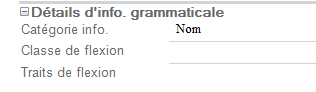 Détails d'info. grammaticale
Catégorie info. Nom
Classe de flexion
Traits de flexion